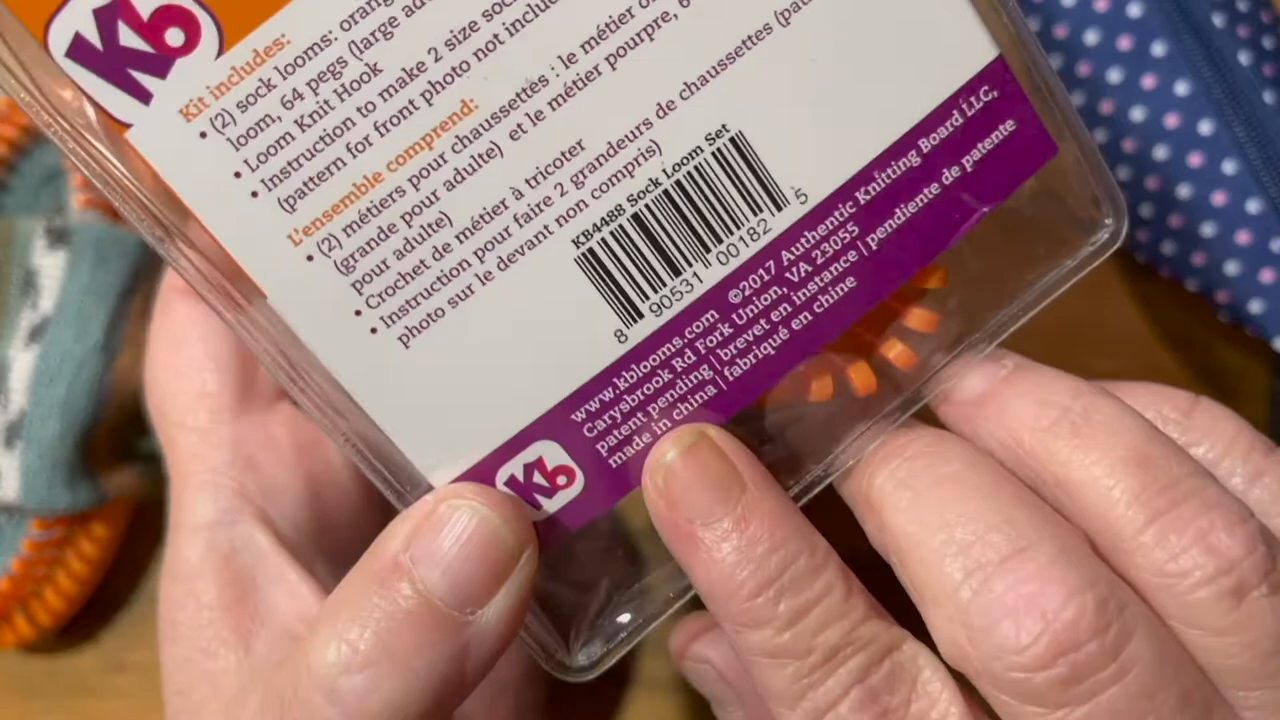 Kb
Kit includes:
• (2) sock looms: orang
loom, 64 pegs (large ad
• Loom Knit Hook
• Instruction to make 2 size soc
(pattern for front photo not inclu
L'ensemble comprend:
• (2) métiers pour chaussettes : le métier o
(grande pour adulte) et le métier pourpre, 6
pour adulte)
Crochet de métier à tricoter
• Instruction pour faire 2 grandeurs de chaussettes (pat
photo sur le devant non compris)
KB4488 Sock Loom Set
8 90531 00182 5
www.kblooms.com ©2017 Authentic Knitting Board LLC,
Carysbrook Rd Fork Union, VA 23055
patent pending | brevet en instance | pendiente de patente
made in china | fabriqué en chine
Kb